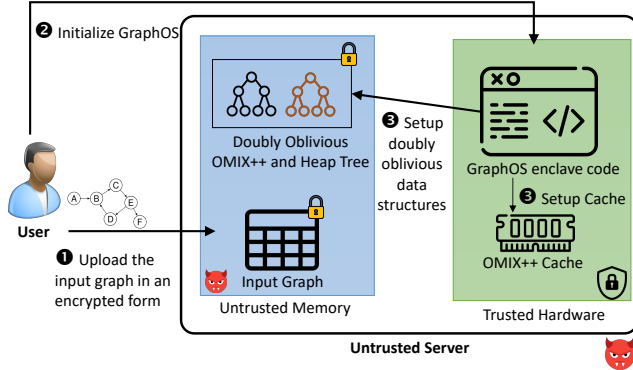 ❷ Initialize GraphOS
Doubly Oblivious
OMIX++ and Heap Tree
❸ Setup
doubly
oblivious
data
structures
GraphOS enclave code
❸ Setup Cache
OMIX++ Cache
A
B
C
D
E
F
User
❶ Upload the
input graph in an
encrypted form
Input Graph
Untrusted Memory
Trusted Hardware
Untrusted Server